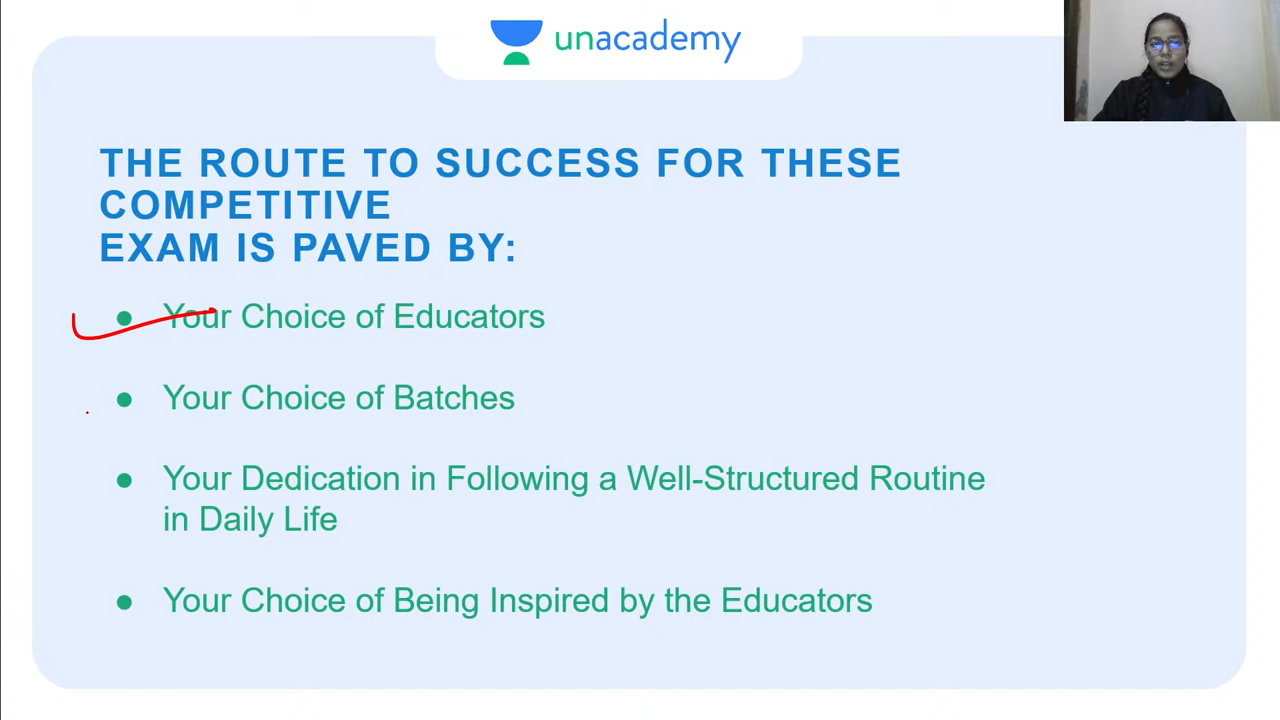 unacademy
THE ROUTE TO SUCCESS FOR THESE
COMPETITIVE
EXAM IS PAVED BY:
● Your Choice of Educators
● Your Choice of Batches
● Your Dedication in Following a Well-Structured Routine
in Daily Life
● Your Choice of Being Inspired by the Educators